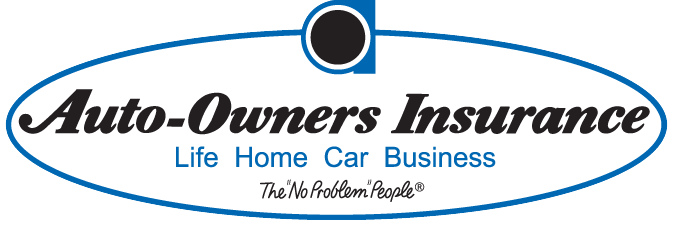 Auto-Owners Insurance
Life Home Car Business
The "No Problem" People®